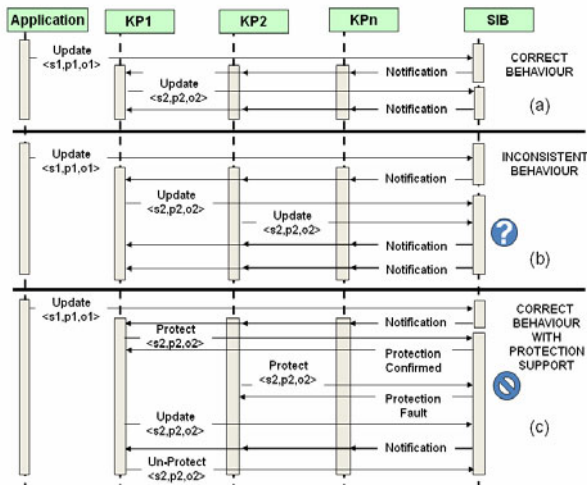 Application KP1 KP2 KPn SIB
Update
<s1,p1,o1>
CORRECT
BEHAVIOUR
Notification
Update
<s2,p2,o2>
Notification
(a)
Update
<s1,p1,o1>
INCONSISTENT
BEHAVIOUR
Notification
Update
<s2,p2,o2>
Update
<s2,p2,o2>
?
Notification
(b)
Notification
Update
<s1,p1,o1>
CORRECT
BEHAVIOUR
WITH
PROTECTION
SUPPORT
Notification
Protect
<s2,p2,o2>
Protection
Confirmed
Protect
<s2,p2,o2>
Protection
Fault
Update
<s2,p2,o2>
(c)
Notification
Un-Protect
<s2,p2,o2>